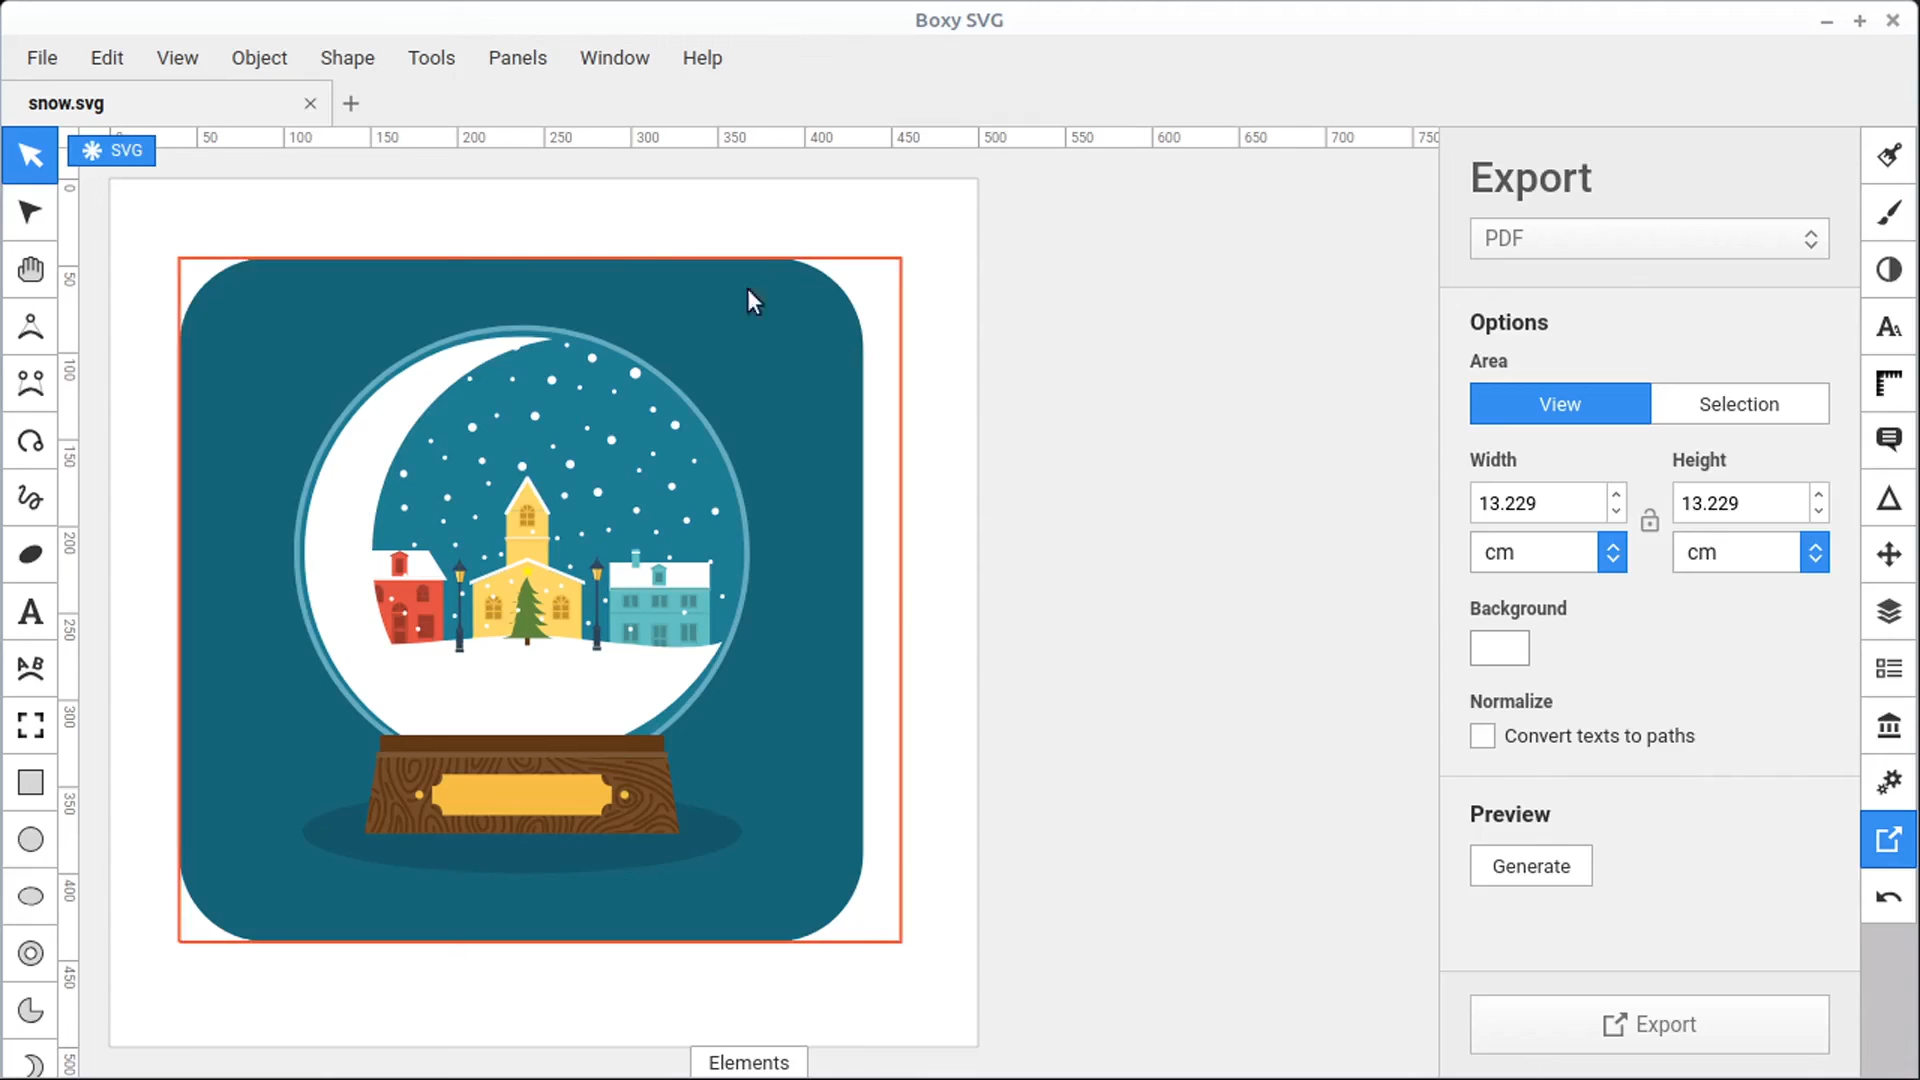 Boxy SVG
File Edit View Object Shape Tools Panels Window Help
snow.svg
SVG
50 100 150 200 250 300 350 400 450 500 550 600 650 700 750
0
50
100
150
200
250
300
350
400
450
500
Elements
Export
PDF
Options
Area
View Selection
Width Height
13.229 13.229
cm cm
Background
Normalize
Convert texts to paths
Preview
Generate
Export